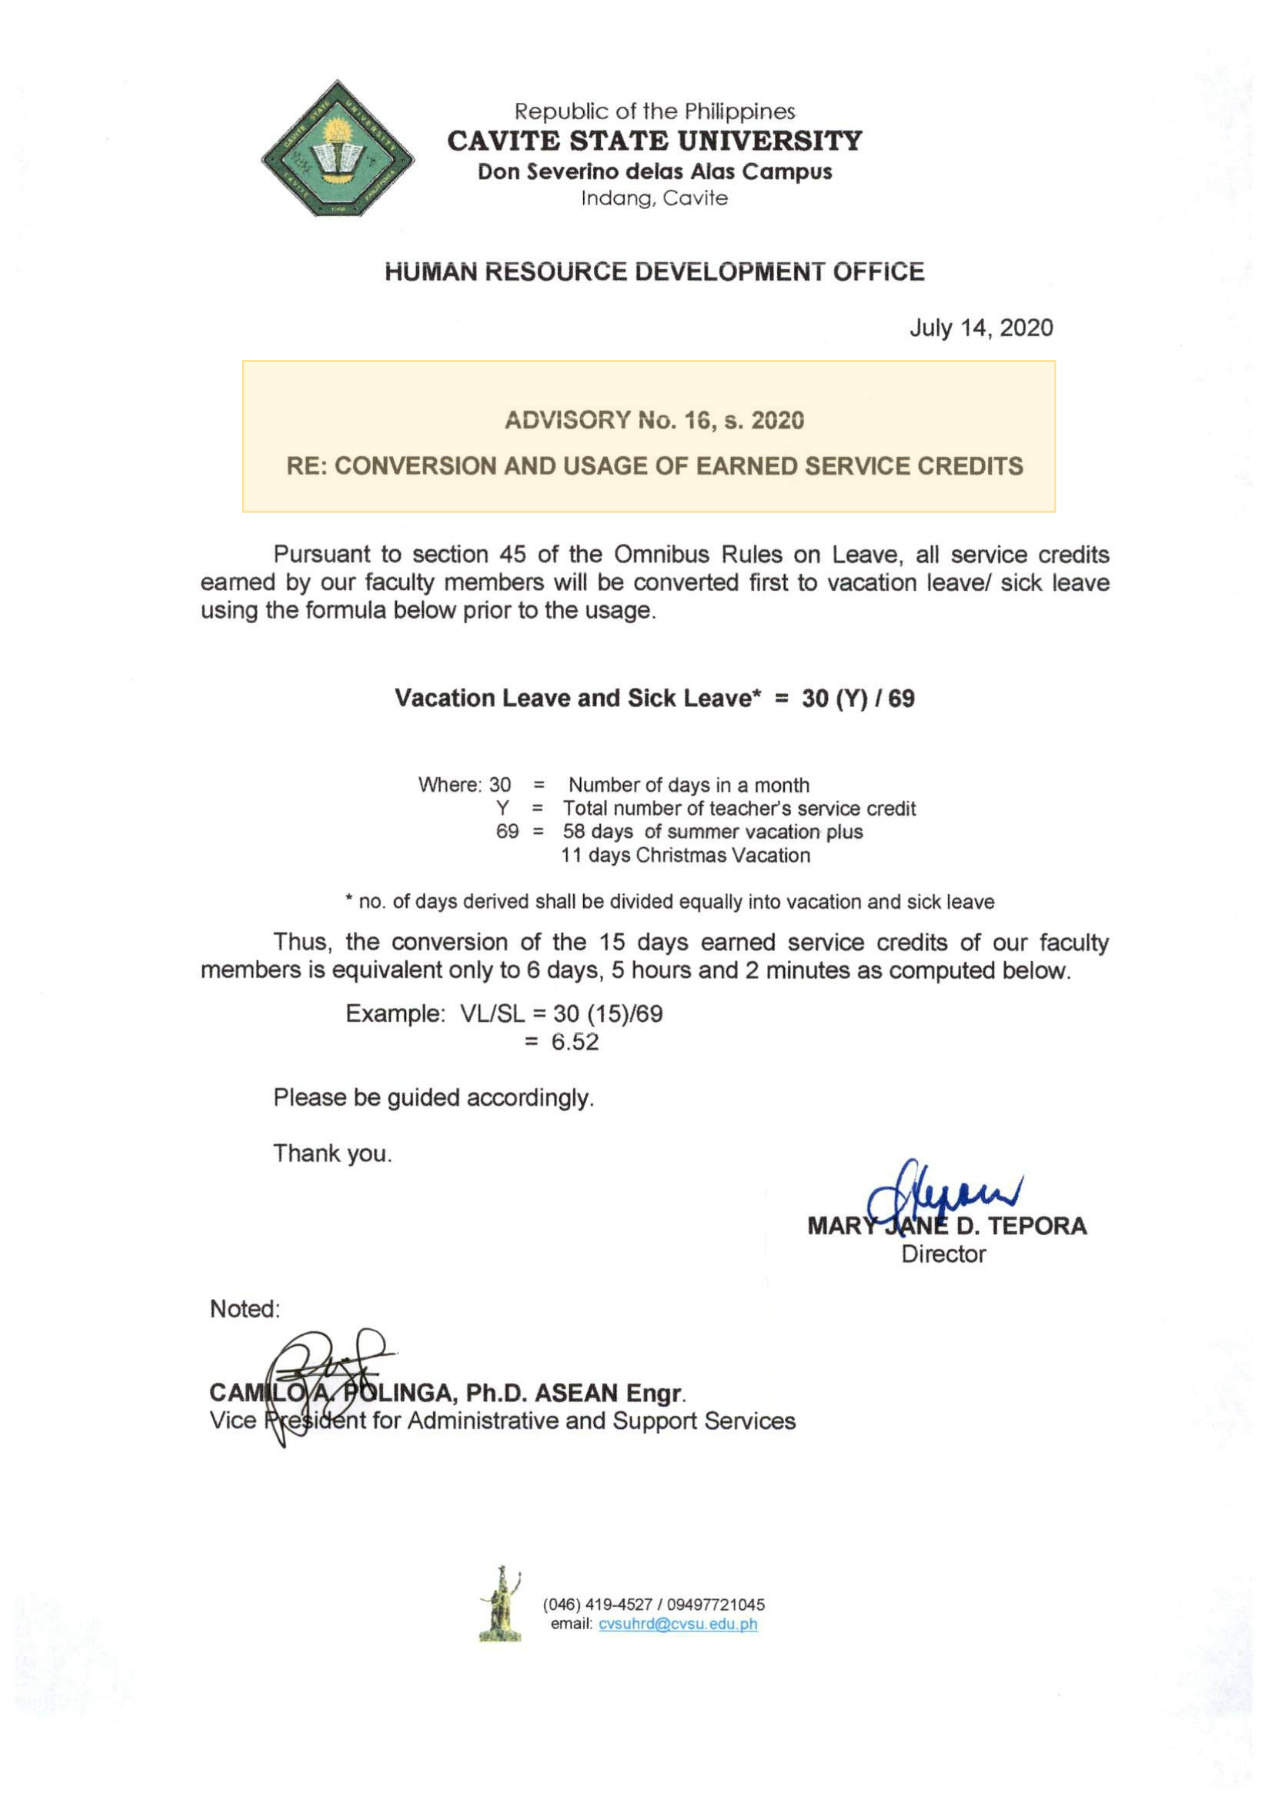 Republic of the Philippines
CAVITE STATE UNIVERSITY
Don Severino delas Alas Campus
Indang, Cavite
HUMAN RESOURCE DEVELOPMENT OFFICE
July 14, 2020
ADVISORY No. 16, s. 2020
RE: CONVERSION AND USAGE OF EARNED SERVICE CREDITS
Pursuant to section 45 of the Omnibus Rules on Leave, all service credits
earned by our faculty members will be converted first to vacation leave/ sick leave
using the formula below prior to the usage.
Vacation Leave and Sick Leave* = 30 (Y) / 69
Where: 30 = Number of days in a month
Y = Total number of teacher's service credit
69 = 58 days of summer vacation plus
11 days Christmas Vacation
* no. of days derived shall be divided equally into vacation and sick leave
Thus, the conversion of the 15 days earned service credits of our faculty
members is equivalent only to 6 days, 5 hours and 2 minutes as computed below.
Example: VL/SL = 30 (15)/69
= 6.52
Please be guided accordingly.
Thank you.
MARY JANE D. TEPORA
Director
Noted:
CAMILO A. POLINGA, Ph.D. ASEAN Engr.
Vice President for Administrative and Support Services
(046) 419-4527 / 09497721045
email: cvsuhrd@cvsu.edu.ph